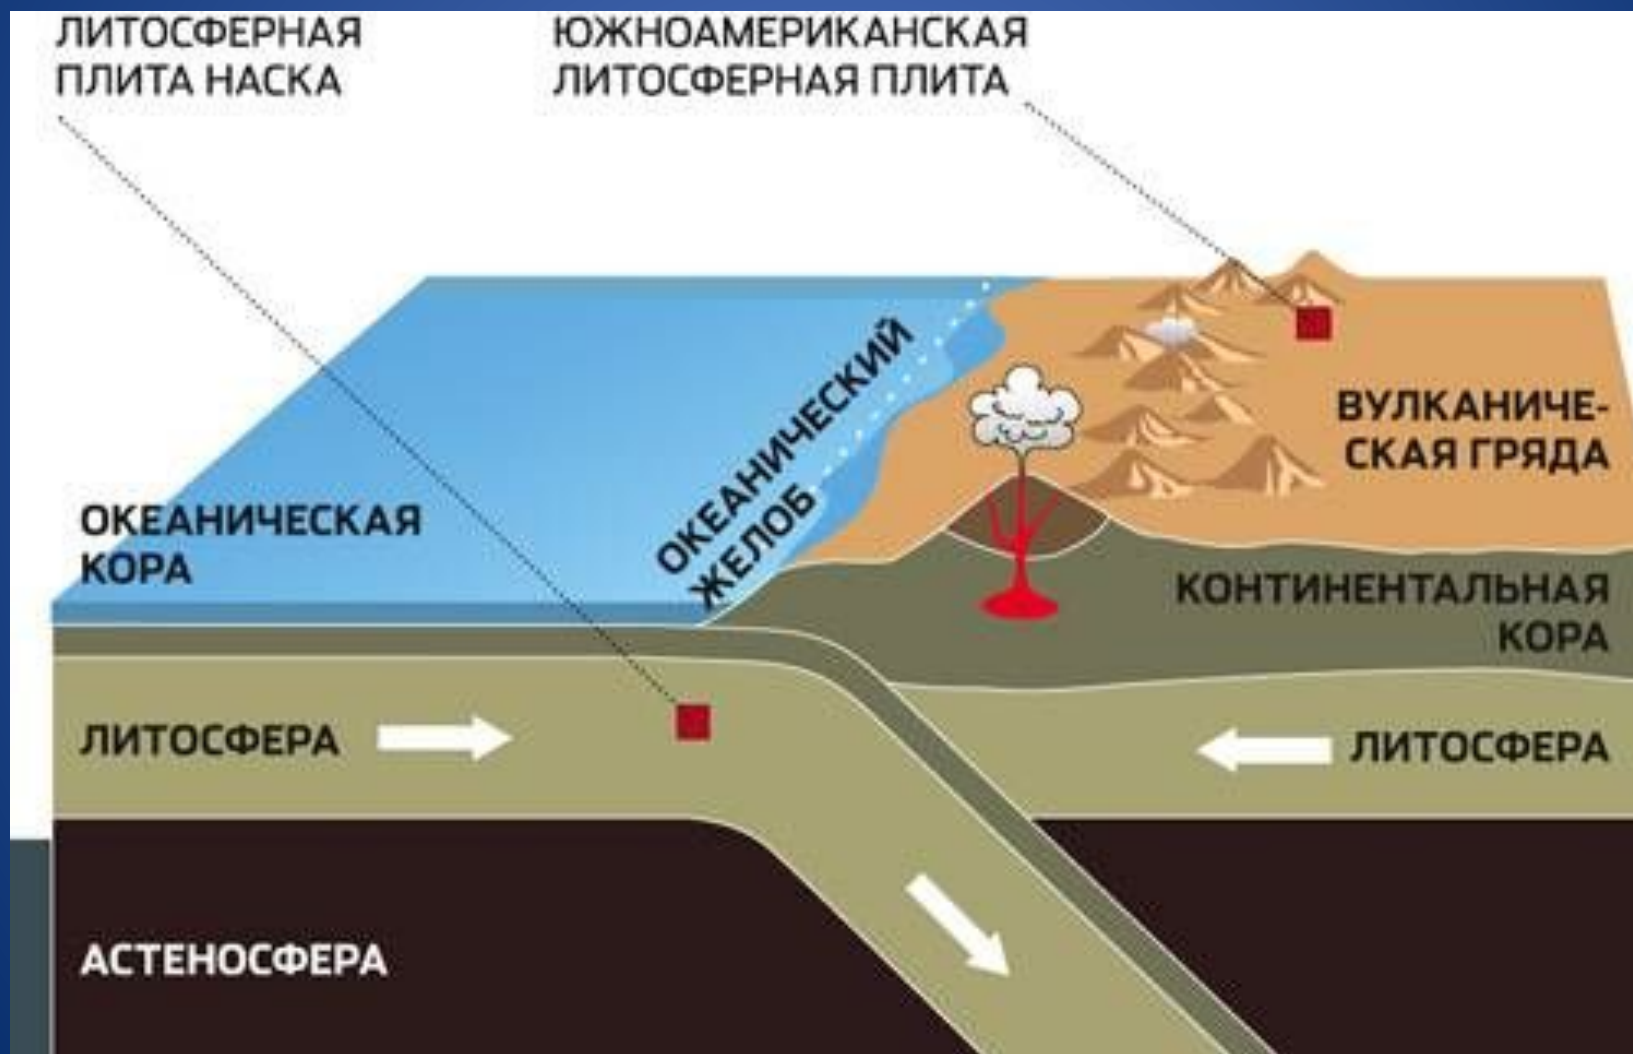 ЛИТОСФЕРНАЯ
ПЛИТА НАСКА
ЮЖНОАМЕРИКАНСКАЯ
ЛИТОСФЕРНАЯ ПЛИТА
ОКЕАНИЧЕСКИЙ
ЖЕЛОБ
ВУЛКАНИЧЕ-
СКАЯ ГРЯДА
ОКЕАНИЧЕСКАЯ
КОРА
КОНТИНЕНТАЛЬНАЯ
КОРА
ЛИТОСФЕРА
ЛИТОСФЕРА
АСТЕНОСФЕРА